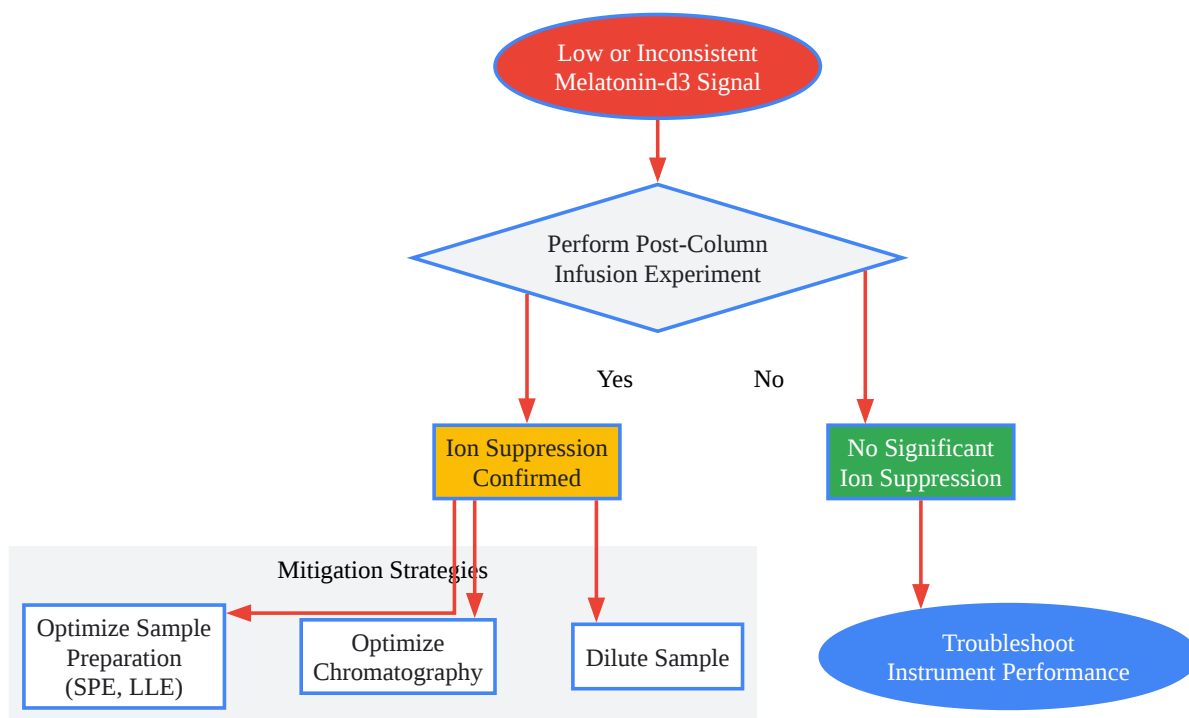 Low or Inconsistent
Melatonin-d3 Signal
Perform Post-Column
Infusion Experiment
Yes
No
Ion Suppression
Confirmed
No Significant
Ion Suppression
Mitigation Strategies
Optimize Sample
Preparation
(SPE, LLE)
Optimize
Chromatography
Dilute Sample
Troubleshoot
Instrument Performance